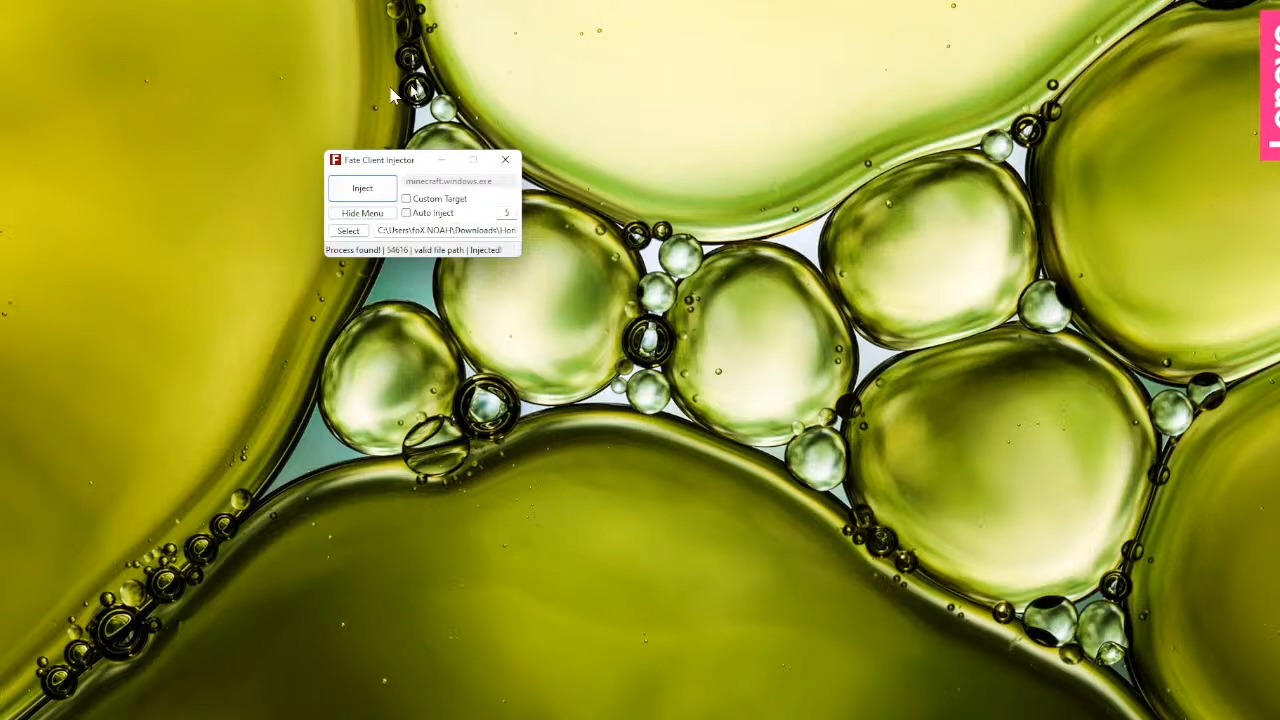 Fate Client Injector
Inject
minecraft.windows.exe
Custom Target
Hide Menu
Auto Inject
5
Select
C:\Users\foX NOAH\Downloads\Hori
Process found! | 54616 | valid file path | Injected!